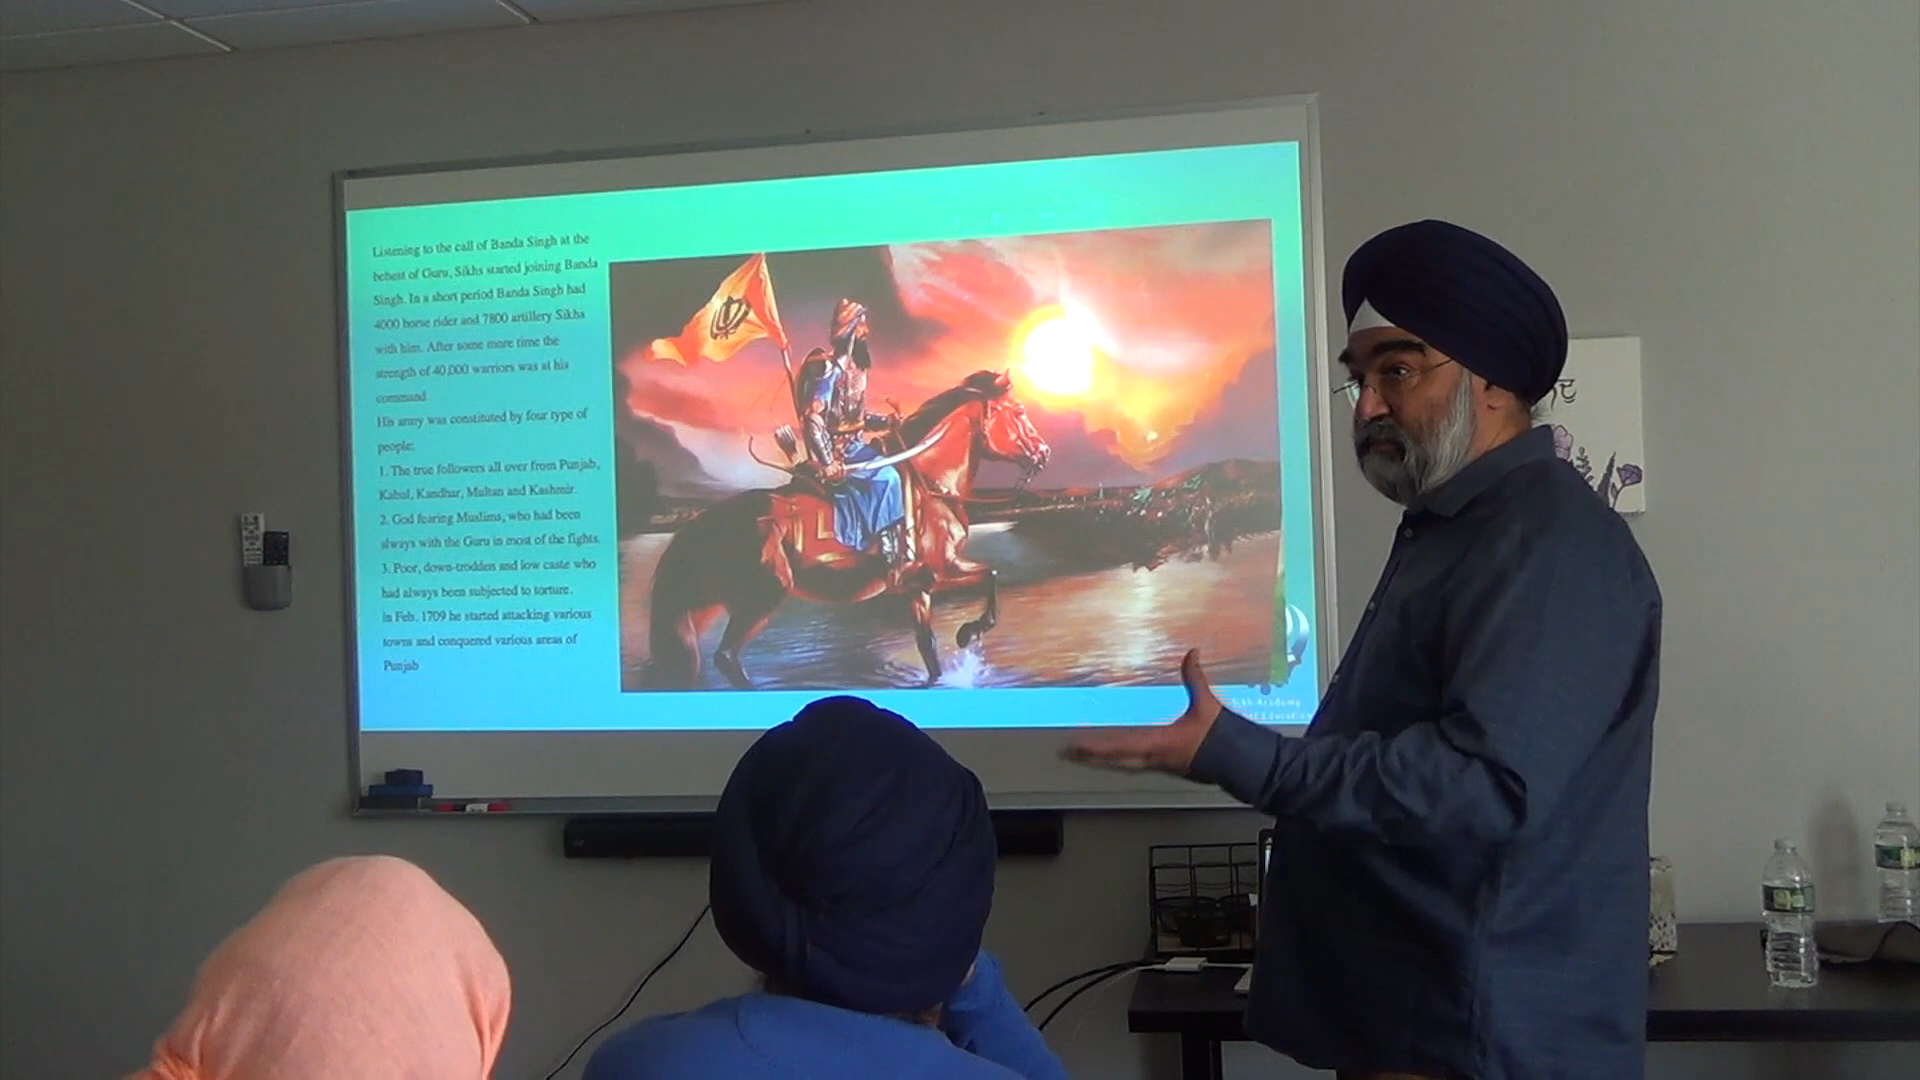 Listening to the call of Banda Singh at the
behest of Guru, Sikhs started joining Banda
Singh. In a short period Banda Singh had
4000 horse rider and 7800 artillery Sikhs
with him. After some more time the
strength of 40,000 warriors was at his
command.
His army was constituted by four type of
people:
1. The true followers all over from Punjab,
Kabul, Kandhar, Multan and Kashmir.
2. God fearing Muslims, who had been
always with the Guru in most of the fights.
3. Poor, down-trodden and low caste who
had always been subjected to torture.
in Feb. 1709 he started attacking various
towns and conquered various areas of
Punjab
Academy